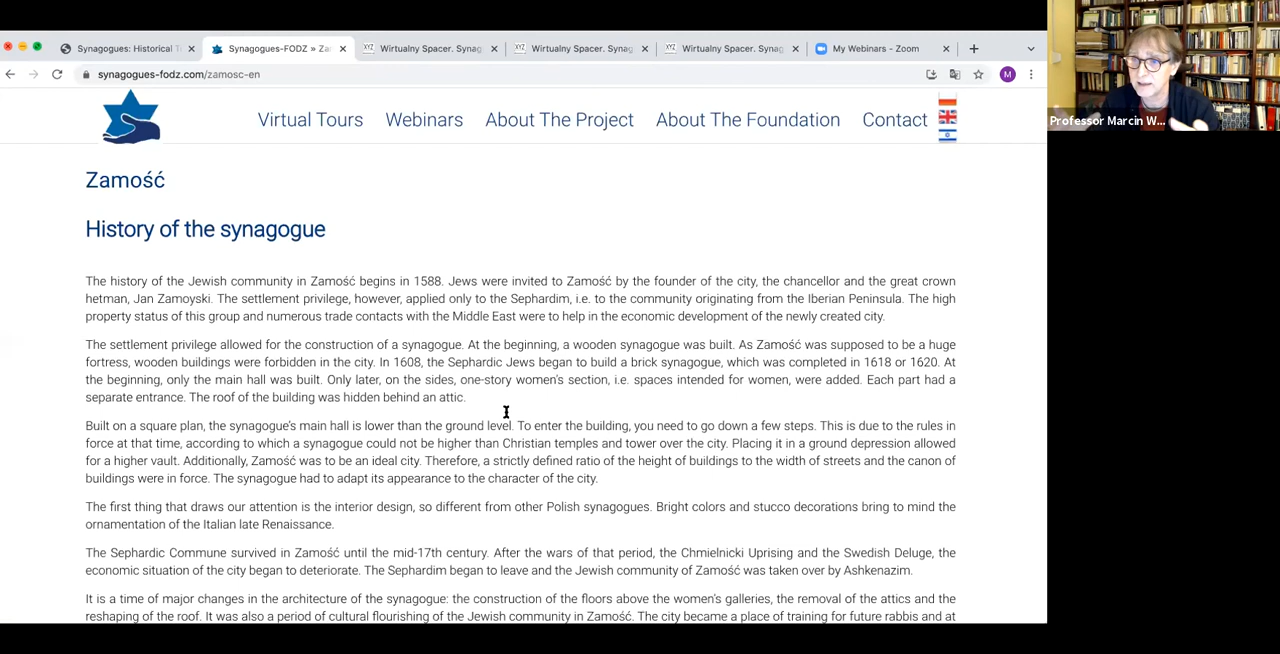 Synagogues: Historical T
Synagogues-FODZ » Za
Wirtualny Spacer. Synag
Wirtualny Spacer. Synag
Wirtualny Spacer. Synag
My Webinars - Zoom
synagogues-fodz.com/zamosc-en
M
Virtual Tours
Webinars
About The Project
About The Foundation
Contact
Professor Marcin W...
Zamość
History of the synagogue
The history of the Jewish community in Zamość begins in 1588. Jews were invited to Zamość by the founder of the city, the chancellor and the great crown
hetman, Jan Zamoyski. The settlement privilege, however, applied only to the Sephardim, i.e. to the community originating from the Iberian Peninsula. The high
property status of this group and numerous trade contacts with the Middle East were to help in the economic development of the newly created city.
The settlement privilege allowed for the construction of a synagogue. At the beginning, a wooden synagogue was built. As Zamość was supposed to be a huge
fortress, wooden buildings were forbidden in the city. In 1608, the Sephardic Jews began to build a brick synagogue, which was completed in 1618 or 1620. At
the beginning, only the main hall was built. Only later, on the sides, one-story women's section, i.e. spaces intended for women, were added. Each part had a
separate entrance. The roof of the building was hidden behind an attic.
Built on a square plan, the synagogue's main hall is lower than the ground level. To enter the building, you need to go down a few steps. This is due to the rules in
force at that time, according to which a synagogue could not be higher than Christian temples and tower over the city. Placing it in a ground depression allowed
for a higher vault. Additionally, Zamość was to be an ideal city. Therefore, a strictly defined ratio of the height of buildings to the width of streets and the canon of
buildings were in force. The synagogue had to adapt its appearance to the character of the city.
The first thing that draws our attention is the interior design, so different from other Polish synagogues. Bright colors and stucco decorations bring to mind the
ornamentation of the Italian late Renaissance.
The Sephardic Commune survived in Zamość until the mid-17th century. After the wars of that period, the Chmielnicki Uprising and the Swedish Deluge, the
economic situation of the city began to deteriorate. The Sephardim began to leave and the Jewish community of Zamość was taken over by Ashkenazim.
It is a time of major changes in the architecture of the synagogue: the construction of the floors above the women's galleries, the removal of the attics and the
reshaping of the roof. It was also a period of cultural flourishing of the Jewish community in Zamość. The city became a place of training for future rabbis and at